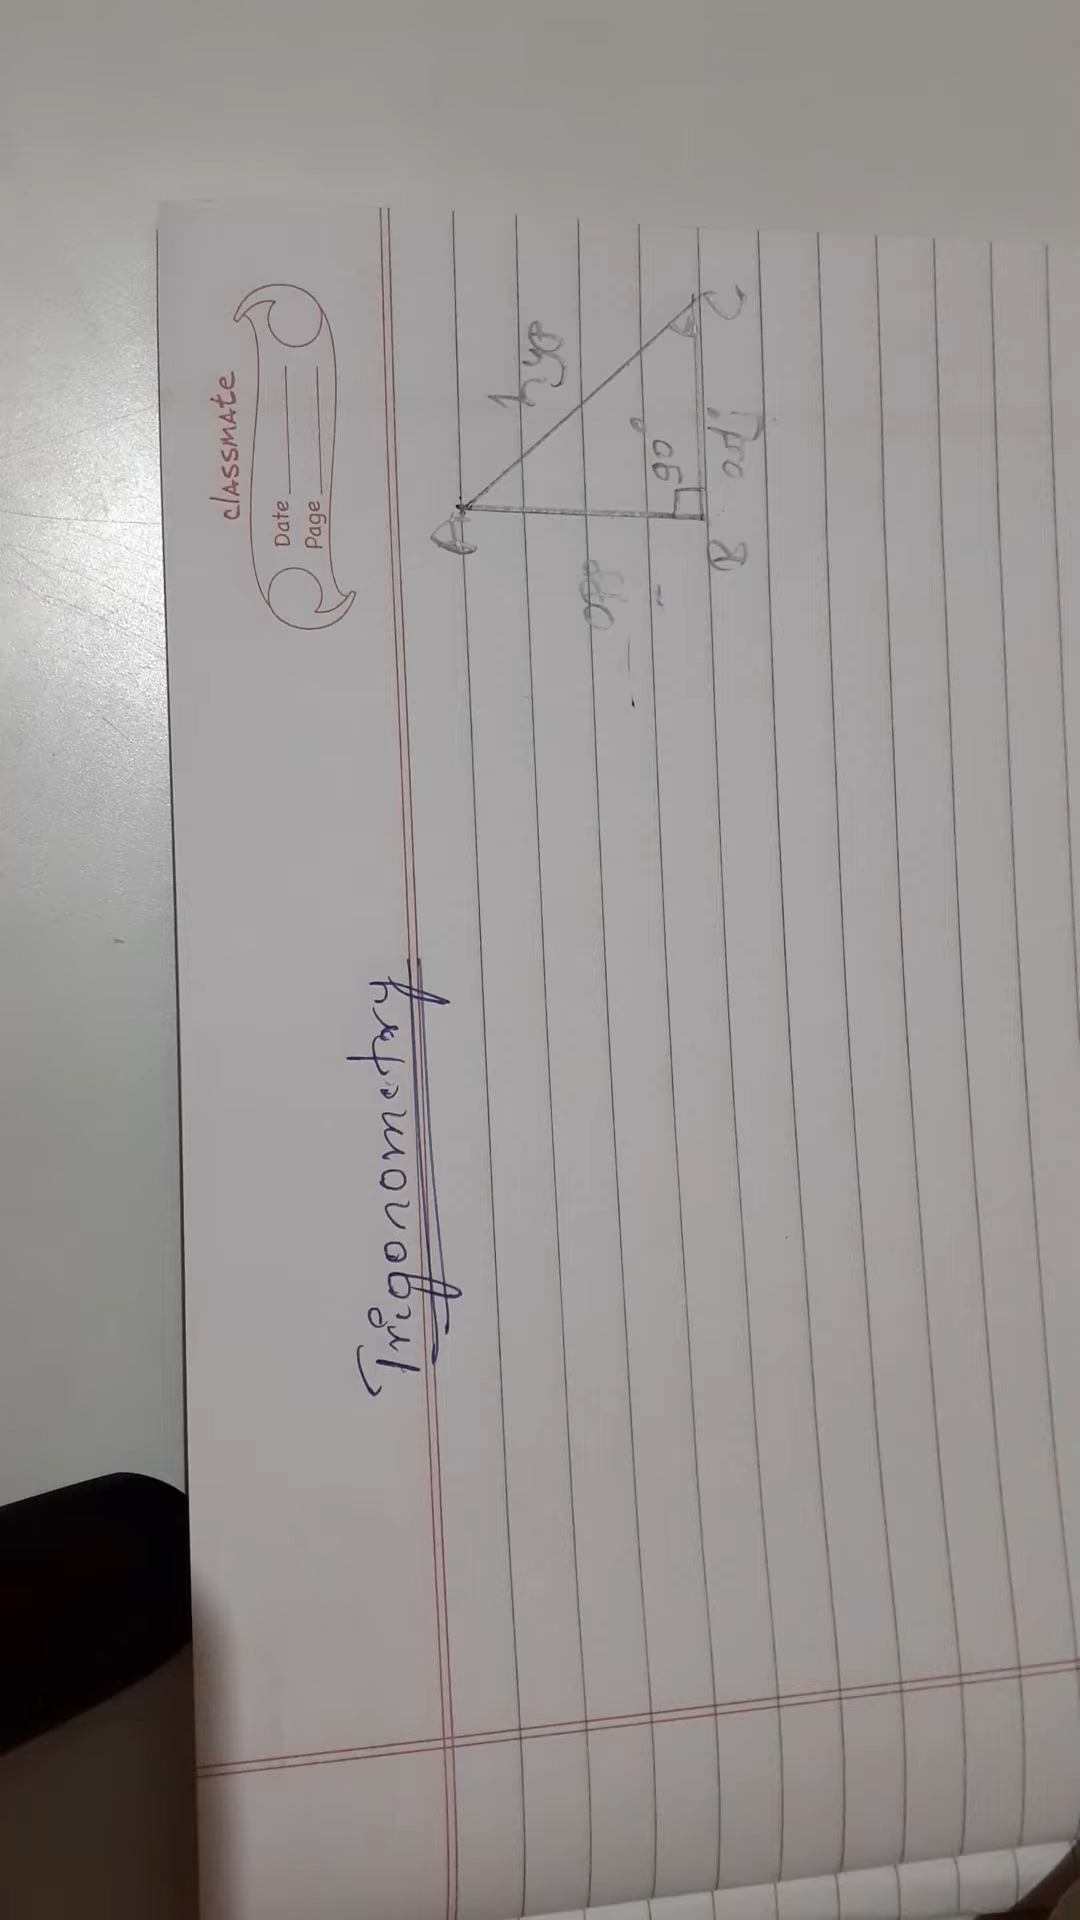 classmate
Date
Page
Trigonometry
A
hyp
opp
90°
B
adj
C